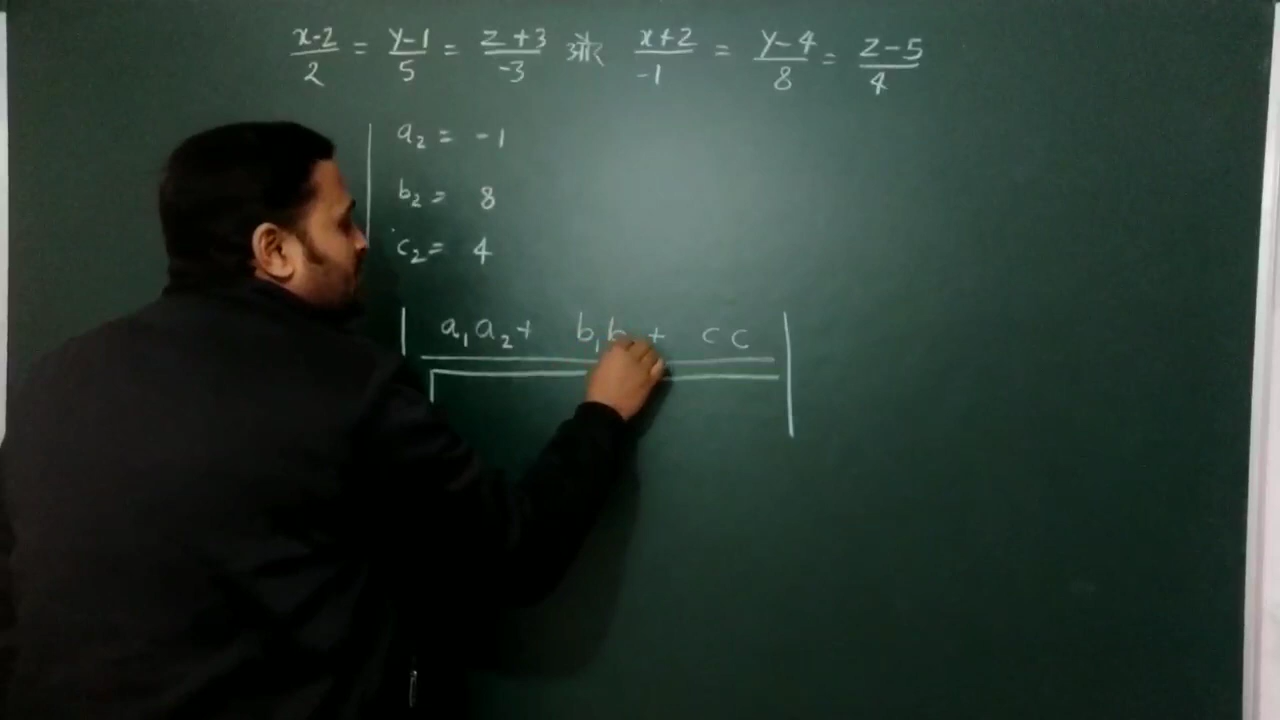 x-2/2 = y-1/5 = z+3/-3 और x+2/-1 = y-4/8 = z-5/4
a₂ = -1
b₂ = 8
c₂ = 4
| a₁a₂ + b₁b + c c |